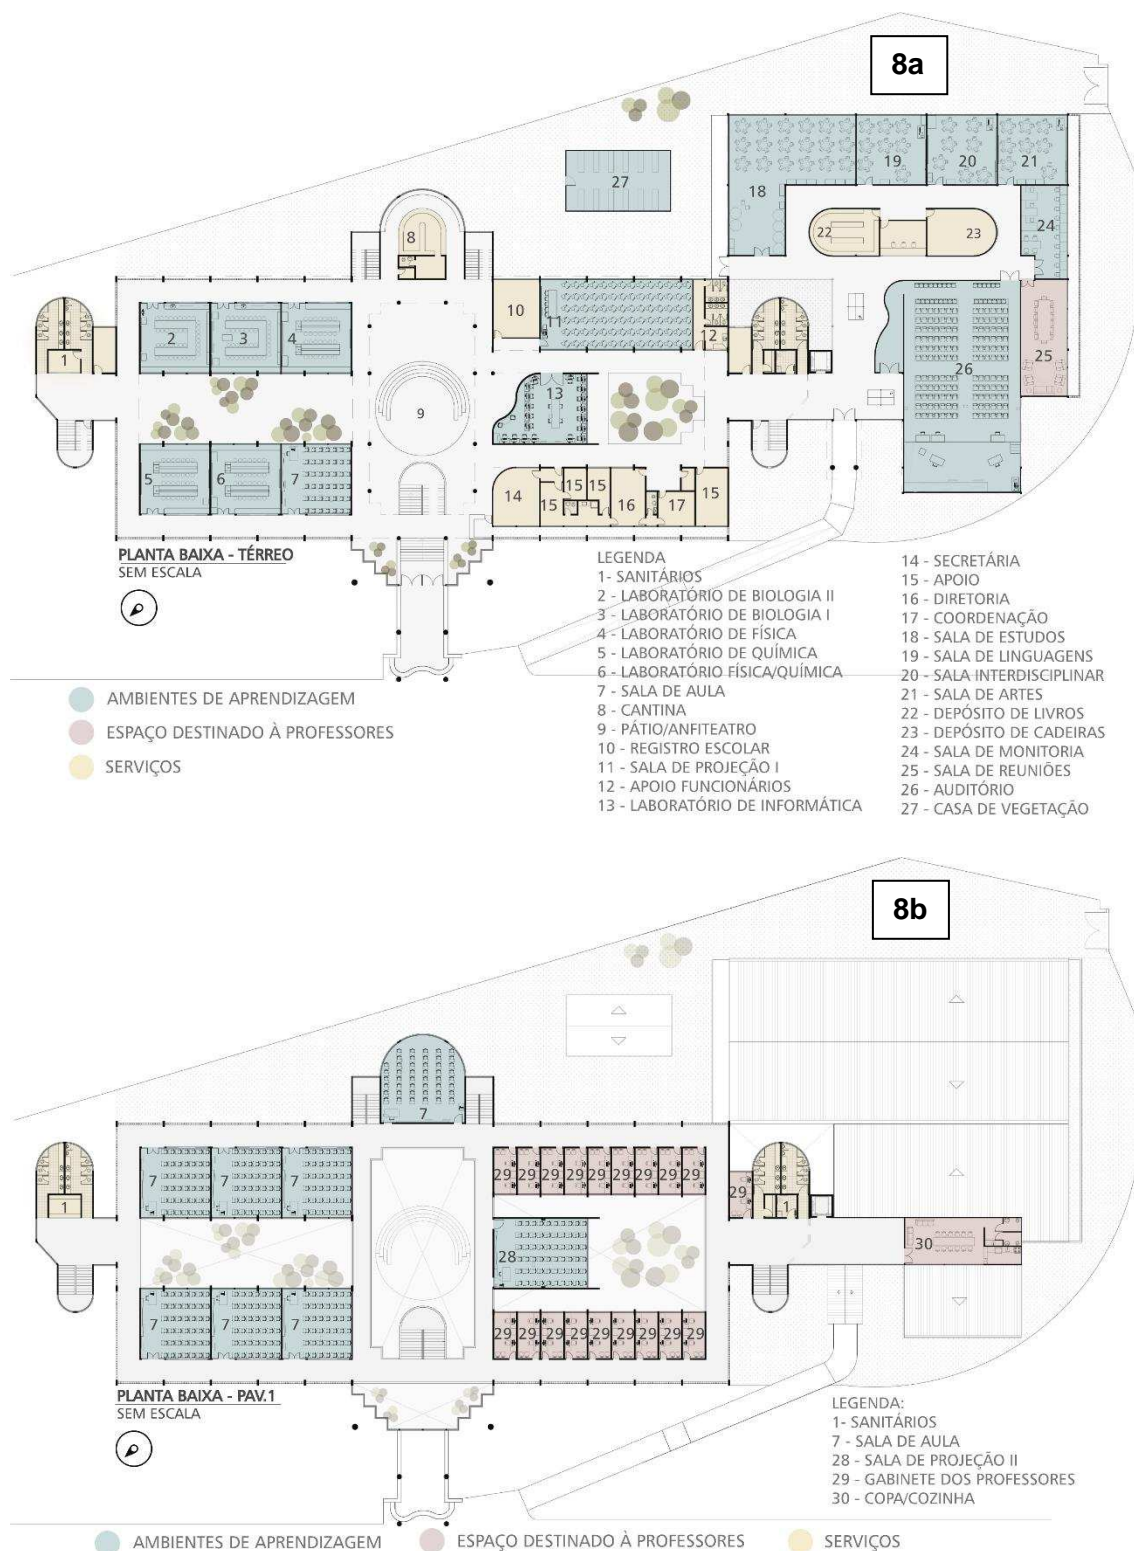 8a
27
19
20
21
18
22
23
24
8
10
11
12
2
3
4
1
9
13
26
25
5
6
7
14
15
15
15
16
17
15
PLANTA BAIXA - TÉRREO
SEM ESCALA
AMBIENTES DE APRENDIZAGEM
ESPAÇO DESTINADO À PROFESSORES
SERVIÇOS
LEGENDA
1- SANITÁRIOS
2 - LABORATÓRIO DE BIOLOGIA II
3 - LABORATÓRIO DE BIOLOGIA I
4 - LABORATÓRIO DE FÍSICA
5 - LABORATÓRIO DE QUÍMICA
6 - LABORATÓRIO FÍSICA/QUÍMICA
7 - SALA DE AULA
8 - CANTINA
9 - PÁTIO/ANFITEATRO
10 - REGISTRO ESCOLAR
11 - SALA DE PROJEÇÃO I
12 - APOIO FUNCIONÁRIOS
13 - LABORATÓRIO DE INFORMÁTICA
14 - SECRETÁRIA
15 - APOIO
16 - DIRETORIA
17 - COORDENAÇÃO
18 - SALA DE ESTUDOS
19 - SALA DE LINGUAGENS
20 - SALA INTERDISCIPLINAR
21 - SALA DE ARTES
22 - DEPÓSITO DE LIVROS
23 - DEPÓSITO DE CADEIRAS
24 - SALA DE MONITORIA
25 - SALA DE REUNIÕES
26 - AUDITÓRIO
27 - CASA DE VEGETAÇÃO
8b
7
7 7 7
29 29 29 29 29 29 29 29 29
29
1
1
28
30
7 7 7
29 29 29 29 29 29 29 29 29
PLANTA BAIXA - PAV.1
SEM ESCALA
LEGENDA:
1- SANITÁRIOS
7 - SALA DE AULA
28 - SALA DE PROJEÇÃO II
29 - GABINETE DOS PROFESSORES
30 - COPA/COZINHA
AMBIENTES DE APRENDIZAGEM
ESPAÇO DESTINADO À PROFESSORES
SERVIÇOS